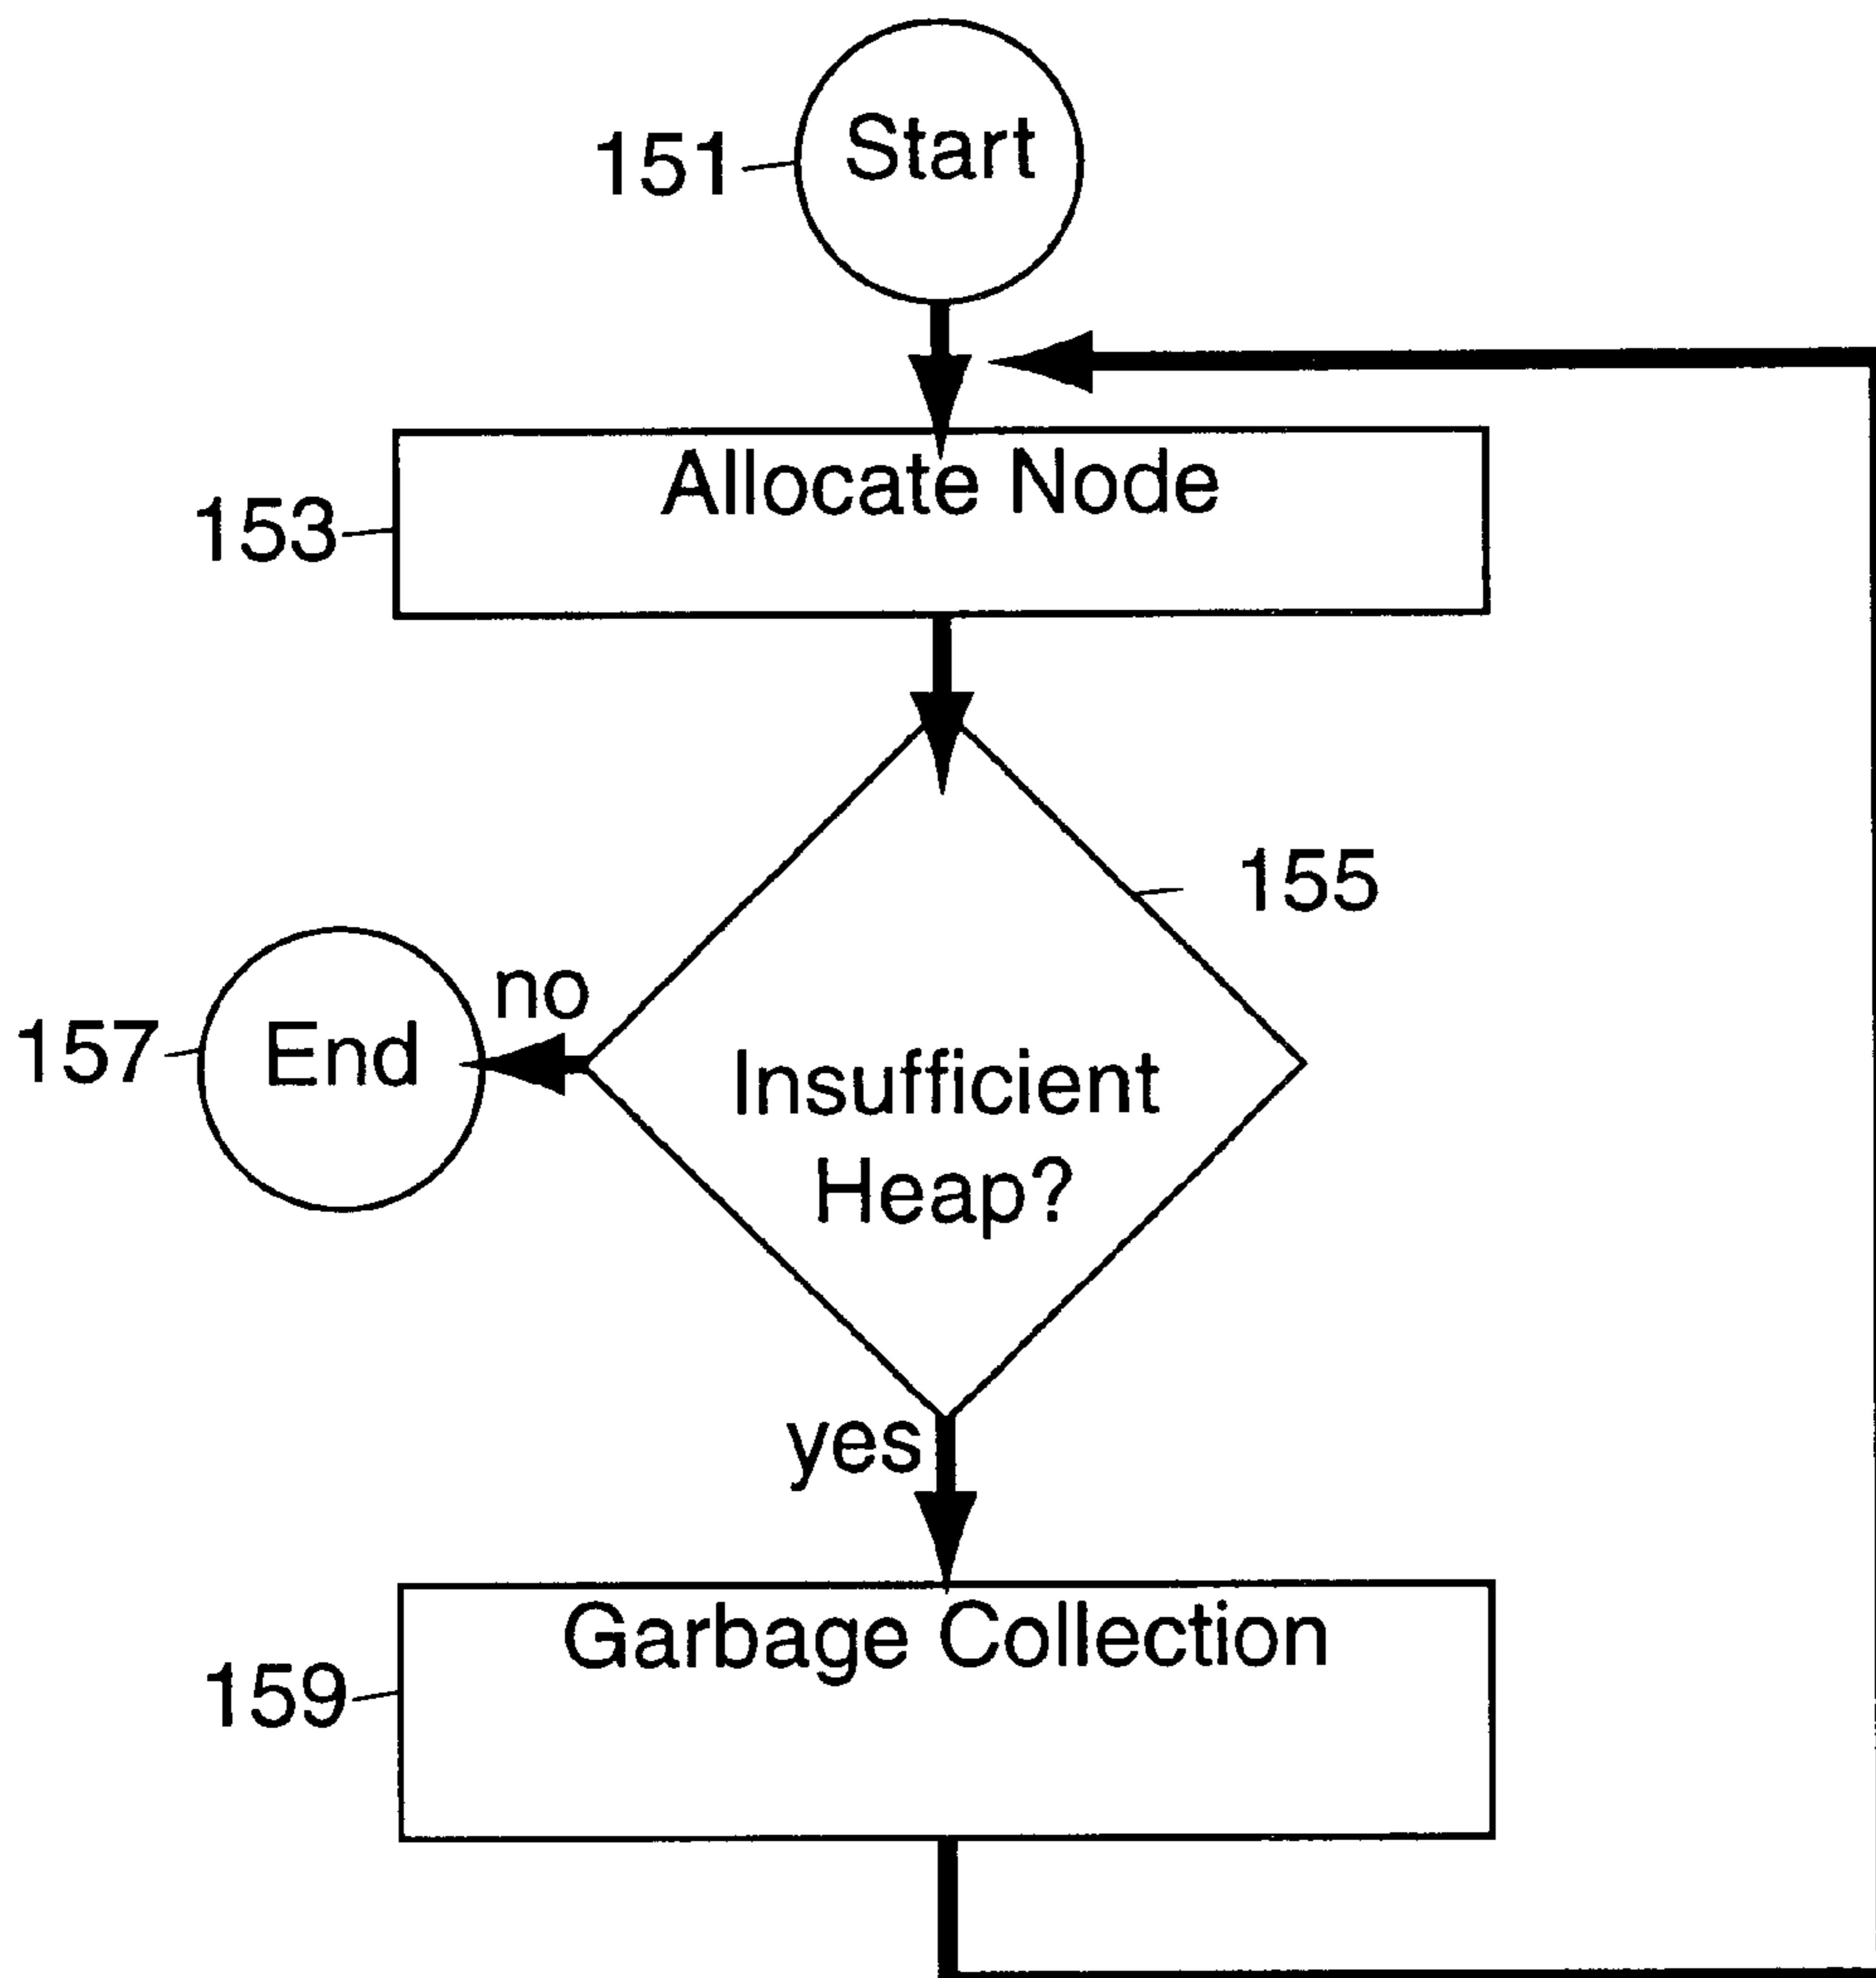 151
Start
Allocate Node
153
155
no
157
End
Insufficient
Heap?
yes
Garbage Collection
159